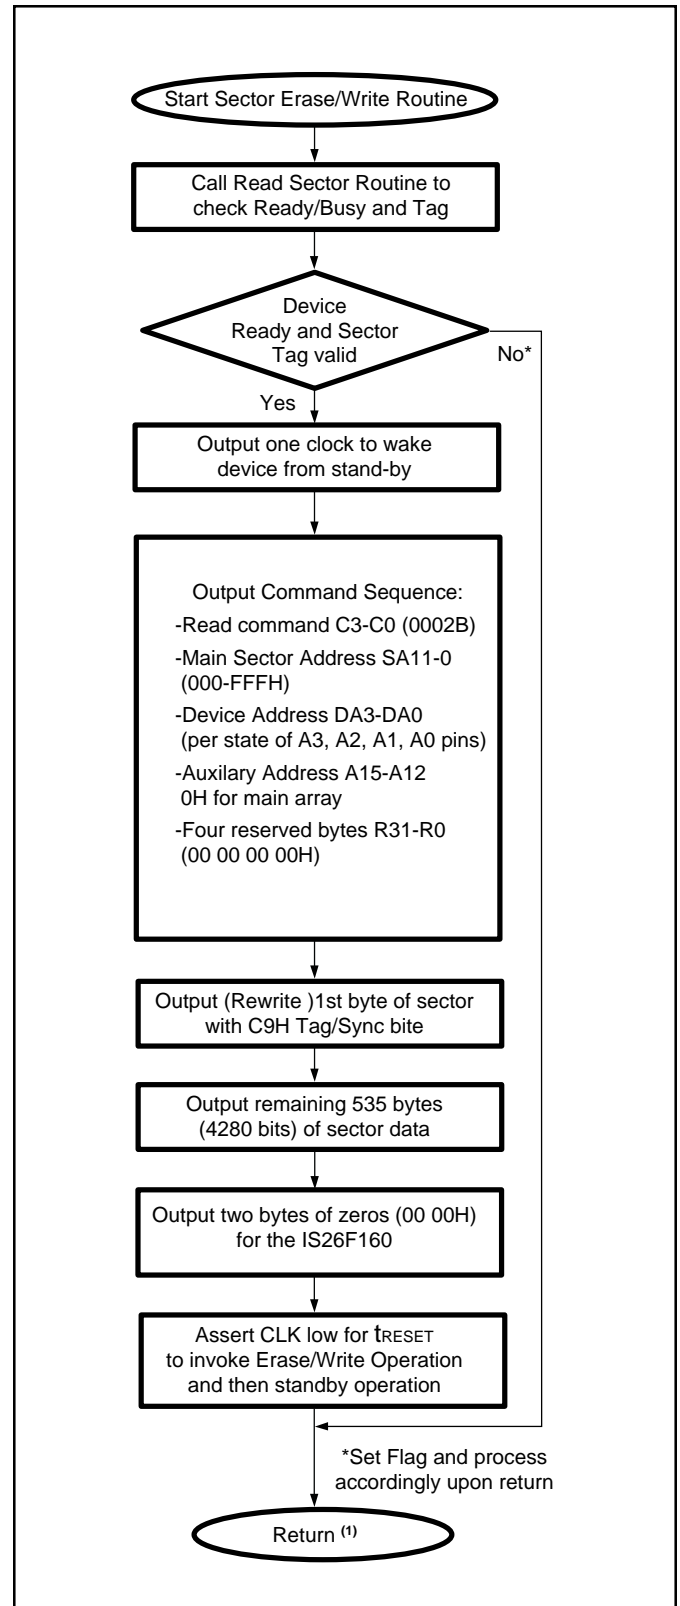 Start Sector Erase/Write Routine
Call Read Sector Routine to
check Ready/Busy and Tag
Device
Ready and Sector
Tag valid
No*
Yes
Output one clock to wake
device from stand-by
Output Command Sequence:
-Read command C3-C0 (0002B)
-Main Sector Address SA11-0
(000-FFFH)
-Device Address DA3-DA0
(per state of A3, A2, A1, A0 pins)
-Auxilary Address A15-A12
0H for main array
-Four reserved bytes R31-R0
(00 00 00 00H)
Output (Rewrite )1st byte of sector
with C9H Tag/Sync bite
Output remaining 535 bytes
(4280 bits) of sector data
Output two bytes of zeros (00 00H)
for the IS26F160
Assert CLK low for tRESET
to invoke Erase/Write Operation
and then standby operation
*Set Flag and process
accordingly upon return
Return (1)